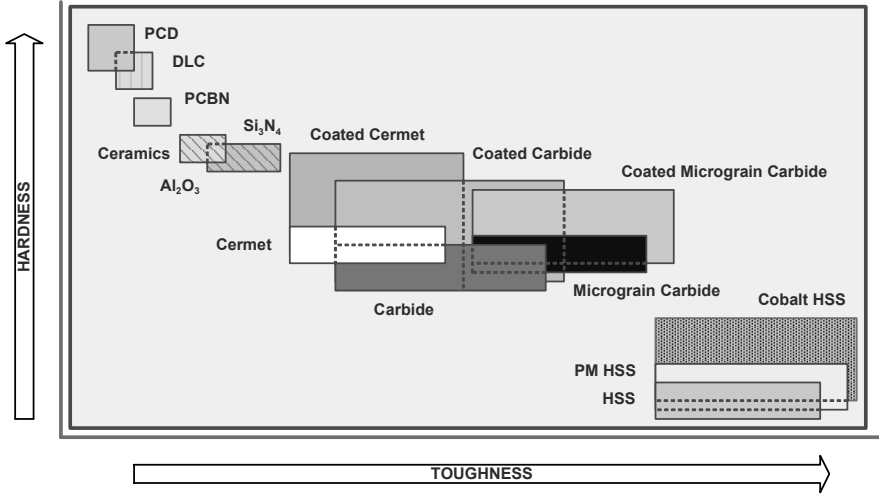 PCD
DLC
PCBN
Si₃N₄
Ceramics
Al₂O₃
Coated Cermet
Coated Carbide
Coated Micrograin Carbide
Cermet
Carbide
Micrograin Carbide
Cobalt HSS
PM HSS
HSS
HARDNESS
TOUGHNESS